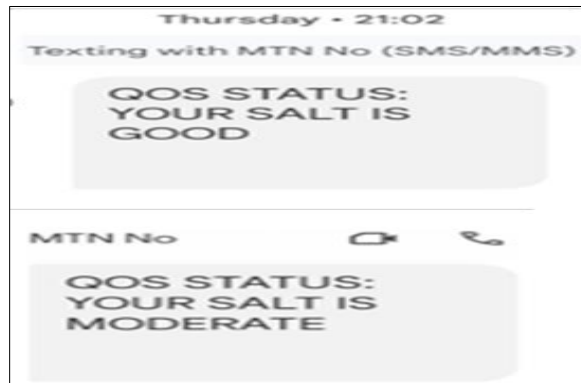 Thursday • 21:02
Texting with MTN No (SMS/MMS)
QOS STATUS:
YOUR SALT IS
GOOD
MTN No
QOS STATUS:
YOUR SALT IS
MODERATE